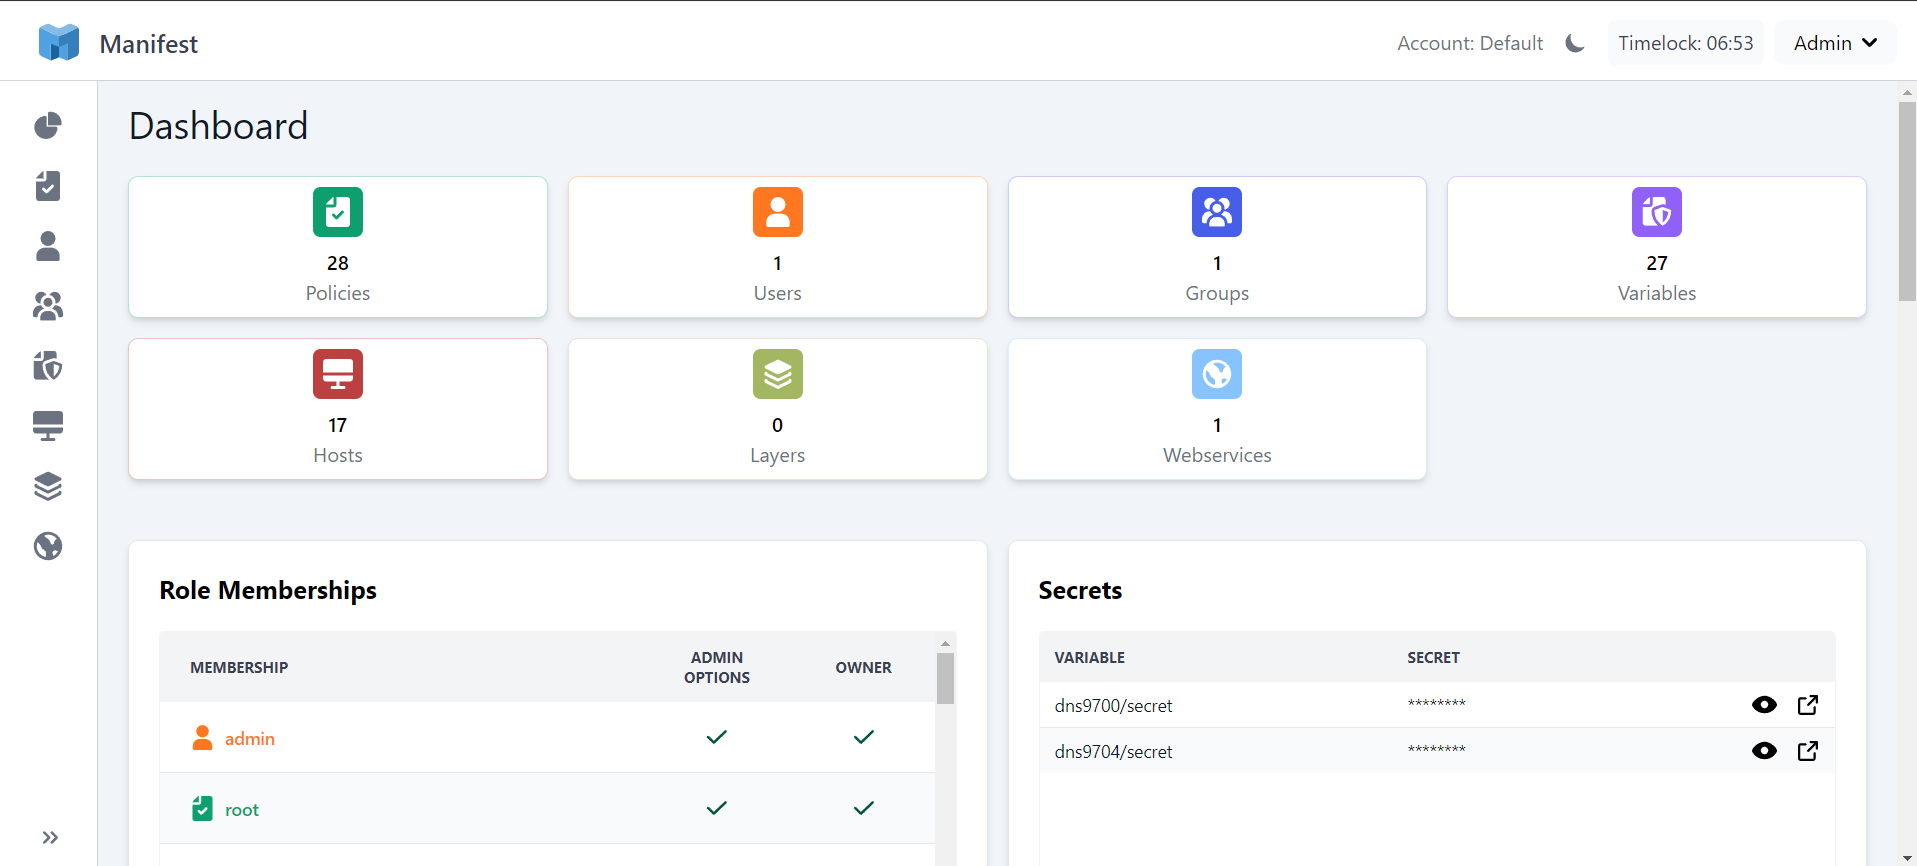 Manifest
Account: Default
Timelock: 06:53
Admin
Dashboard
28
Policies
1
Users
1
Groups
27
Variables
17
Hosts
0
Layers
1
Webservices
Role Memberships
MEMBERSHIP
ADMIN
OPTIONS
OWNER
admin
root
Secrets
VARIABLE
SECRET
dns9700/secret
********
dns9704/secret
********